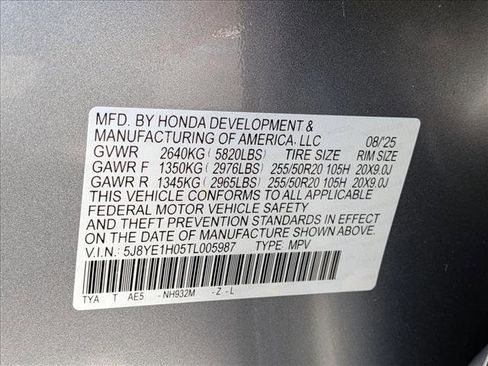 MFD. BY HONDA DEVELOPMENT &
MANUFACTURING OF AMERICA, LLC 08/'25
GVWR 2640KG ( 5820LBS) TIRE SIZE RIM SIZE
GAWR F 1350KG ( 2976LBS) 255/50R20 105H 20X9.0J
GAWR R 1345KG ( 2965LBS) 255/50R20 105H 20X9.0J
THIS VEHICLE CONFORMS TO ALL APPLICABLE
FEDERAL MOTOR VEHICLE SAFETY
AND THEFT PREVENTION STANDARDS IN EFFECT
ON THE DATE OF MANUFACTURE SHOWN ABOVE.
V.I.N.: 5J8YE1H05TL005987 TYPE: MPV
TYA T AE5 -NH932M -Z -L